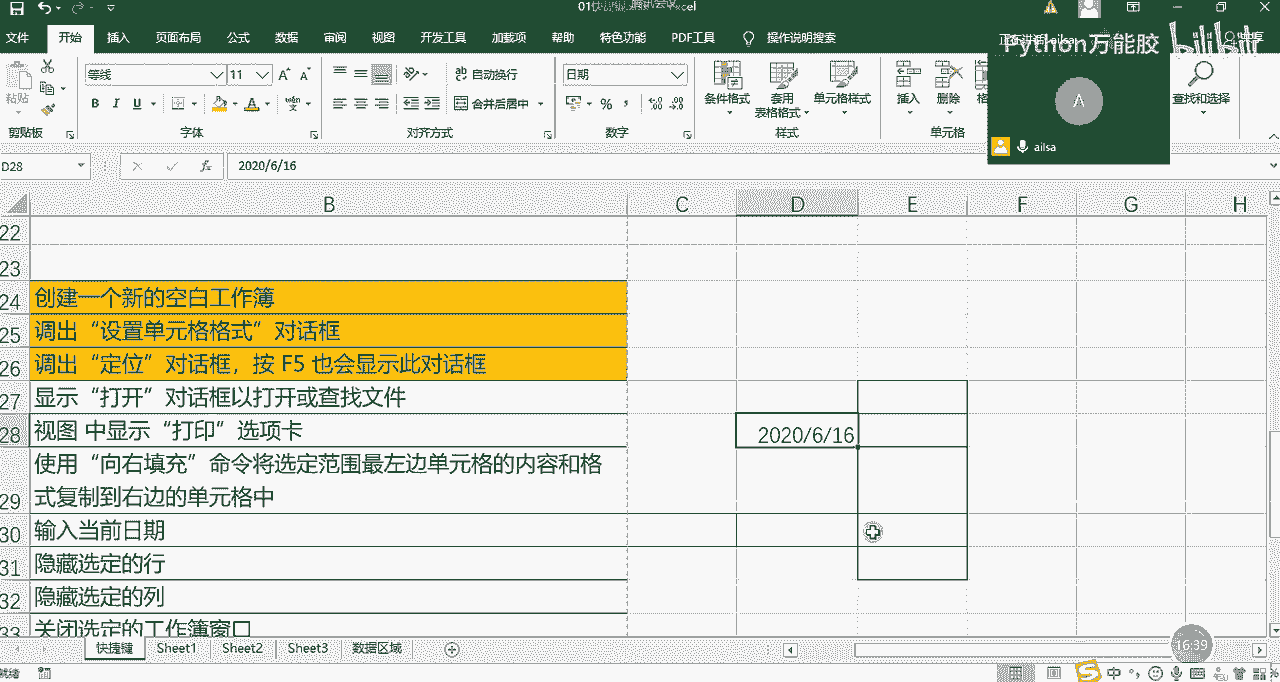 Excel
Python万能胶 bilibili
文件 开始 插入 页面布局 公式 数据 审阅 视图 开发工具 加载项 帮助 特色功能 PDF工具 操作说明搜索
等线 11
自动换行
日期
粘贴
B I U
合并后居中
%
条件格式 套用 表格格式 单元格样式
插入 删除
查找和选择
剪贴板 字体 对齐方式 数字 样式 单元格
A
ailsa
D28 fx 2020/6/16
B C D E F G H
22
23
24 创建一个新的空白工作簿
25 调出“设置单元格格式”对话框
26 调出“定位”对话框，按 F5 也会显示此对话框
27 显示“打开”对话框以打开或查找文件
28 视图 中显示“打印”选项卡 2020/6/16
使用“向右填充”命令将选定范围最左边单元格的内容和格
29 式复制到右边的单元格中
30 输入当前日期
31 隐藏选定的行
32 隐藏选定的列
33 关闭选定的工作簿窗口
快捷键 Sheet1 Sheet2 Sheet3 数据区域
16:39
就绪
中